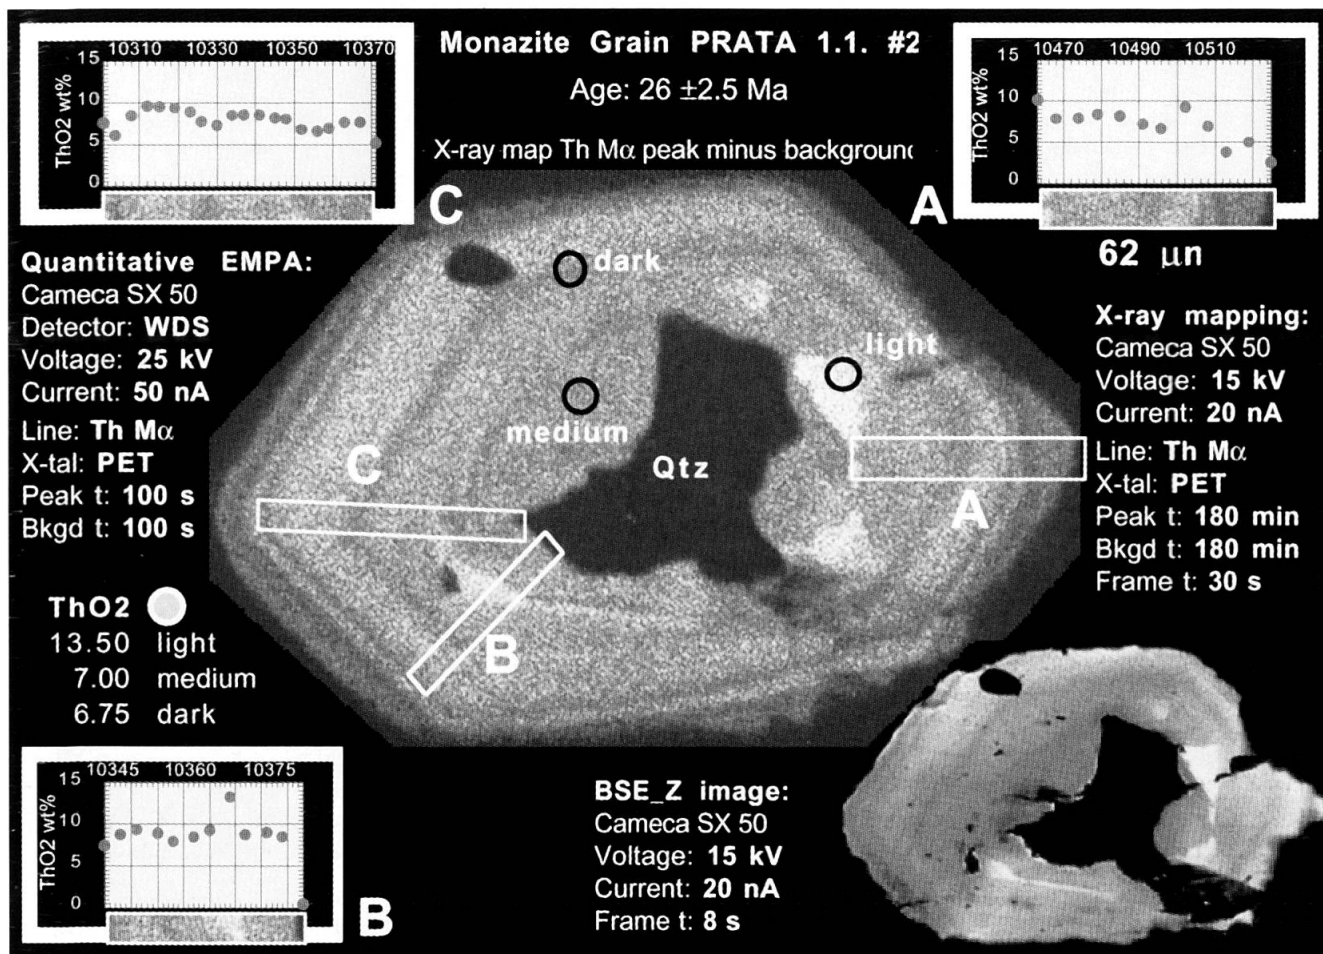 Monazite Grain PRATA 1.1. #2
Age: 26 ±2.5 Ma
X-ray map Th Mα peak minus background
10310 10330 10350 10370
15
10
5
0
ThO2 wt%
C
10470 10490 10510
15
10
5
0
ThO2 wt%
A
62 µn
Quantitative EMPA:
Cameca SX 50
Detector: WDS
Voltage: 25 kV
Current: 50 nA
Line: Th Mα
X-tal: PET
Peak t: 100 s
Bkgd t: 100 s
dark
light
medium
Qtz
C
A
B
X-ray mapping:
Cameca SX 50
Voltage: 15 kV
Current: 20 nA
Line: Th Mα
X-tal: PET
Peak t: 180 min
Bkgd t: 180 min
Frame t: 30 s
ThO2
13.50 light
7.00 medium
6.75 dark
10345 10360 10375
15
10
5
0
ThO2 wt%
B
BSE_Z image:
Cameca SX 50
Voltage: 15 kV
Current: 20 nA
Frame t: 8 s